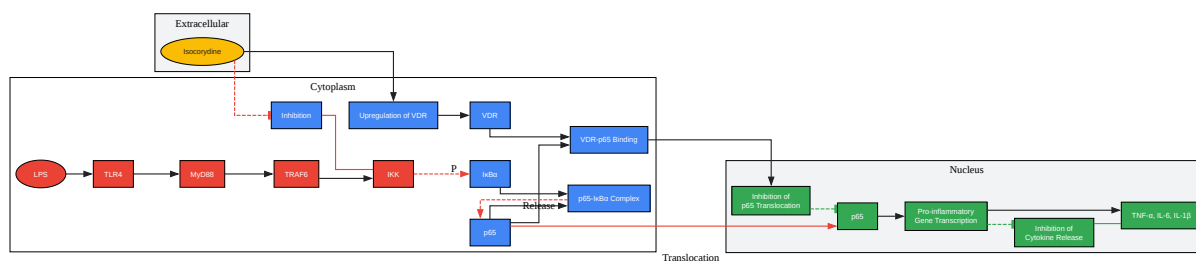 Extracellular
Isocorydine
Cytoplasm
Inhibition
Upregulation of VDR
VDR
VDR-p65 Binding
LPS
TLR4
MyD88
TRAF6
IKK
P
IκBα
p65-IκBα Complex
Release
p65
Translocation
Nucleus
Inhibition of
p65 Translocation
p65
Pro-inflammatory
Gene Transcription
Inhibition of
Cytokine Release
TNF-α, IL-6, IL-1β